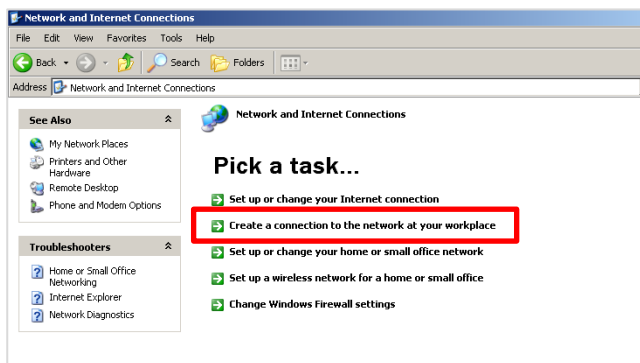 Network and Internet Connections
File Edit View Favorites Tools Help
Back Search Folders
Address Network and Internet Connections
See Also
My Network Places
Printers and Other
Hardware
Remote Desktop
Phone and Modem Options
Troubleshooters
Home or Small Office
Networking
Internet Explorer
Network Diagnostics
Network and Internet Connections
Pick a task...
Set up or change your Internet connection
Create a connection to the network at your workplace
Set up or change your home or small office network
Set up a wireless network for a home or small office
Change Windows Firewall settings